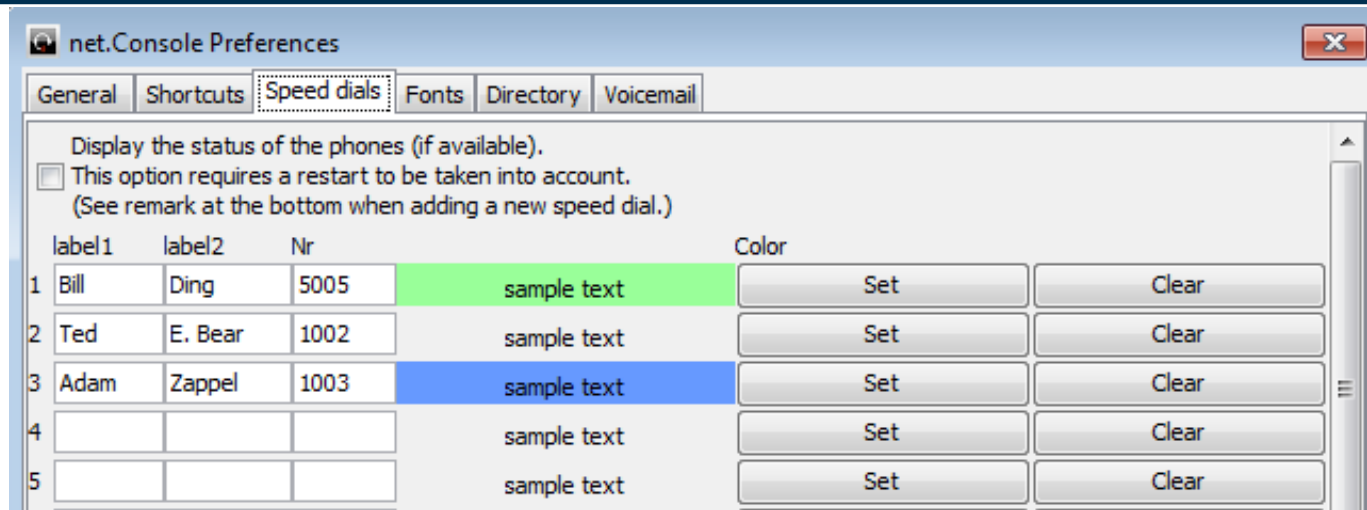 net.Console Preferences
General Shortcuts Speed dials Fonts Directory Voicemail
Display the status of the phones (if available).
This option requires a restart to be taken into account.
(See remark at the bottom when adding a new speed dial.)
label1 label2 Nr Color
1 Bill Ding 5005 sample text Set Clear
2 Ted E. Bear 1002 sample text Set Clear
3 Adam Zappel 1003 sample text Set Clear
4 sample text Set Clear
5 sample text Set Clear